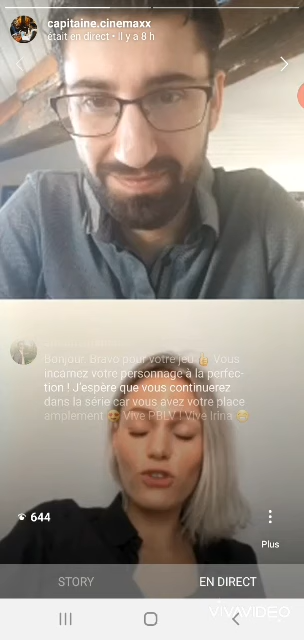 capitaine.cinemaxx
était en direct • Il y a 8 h
Bonjour Bravo pour votre jeu 👍 Vous
incarnez votre personnage à la perfec-
tion ! J'espère que vous continuerez
dans la série car vous avez votre place
amplement 😍 Vive PBLV ! Vive Irina 😊
644
Plus
STORY
EN DIRECT
VIVAVIDEO